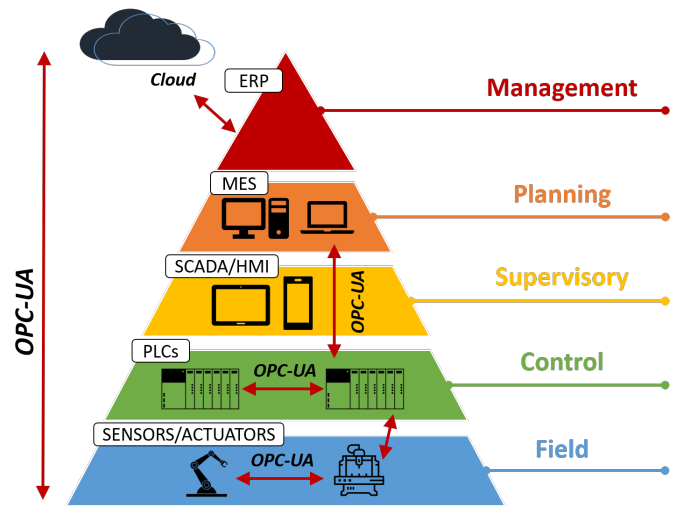 Cloud
ERP
Management
MES
Planning
SCADA/HMI
Supervisory
OPC-UA
OPC-UA
PLCs
OPC-UA
Control
SENSORS/ACTUATORS
OPC-UA
Field